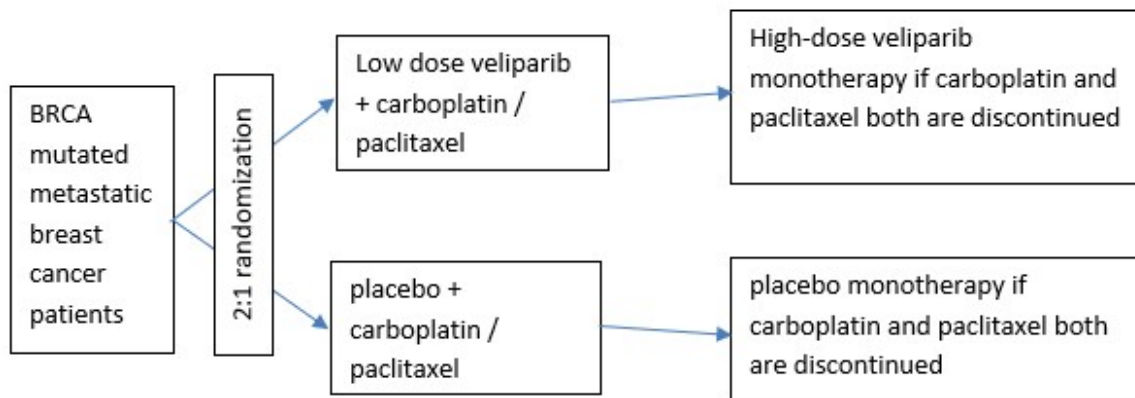 BRCA
mutated
metastatic
breast
cancer
patients
2:1 randomization
Low dose veliparib
+ carboplatin /
paclitaxel
High-dose veliparib
monotherapy if carboplatin and
paclitaxel both are discontinued
placebo +
carboplatin /
paclitaxel
placebo monotherapy if
carboplatin and paclitaxel both
are discontinued